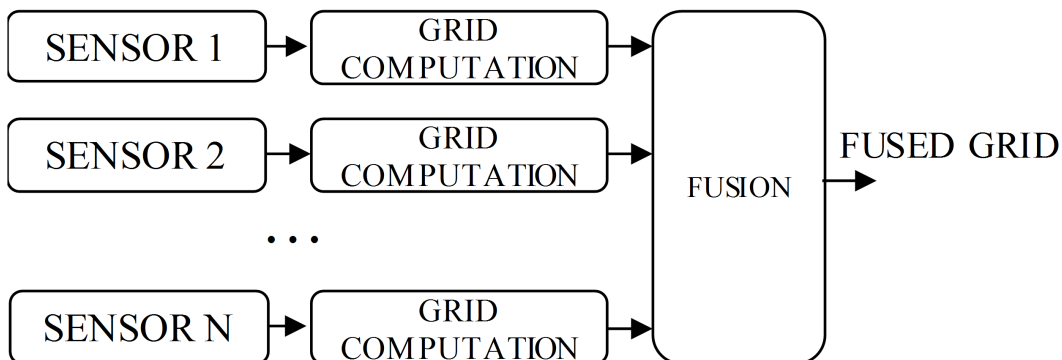 SENSOR 1
GRID
COMPUTATION
SENSOR 2
GRID
COMPUTATION
...
SENSOR N
GRID
COMPUTATION
FUSION
FUSED GRID